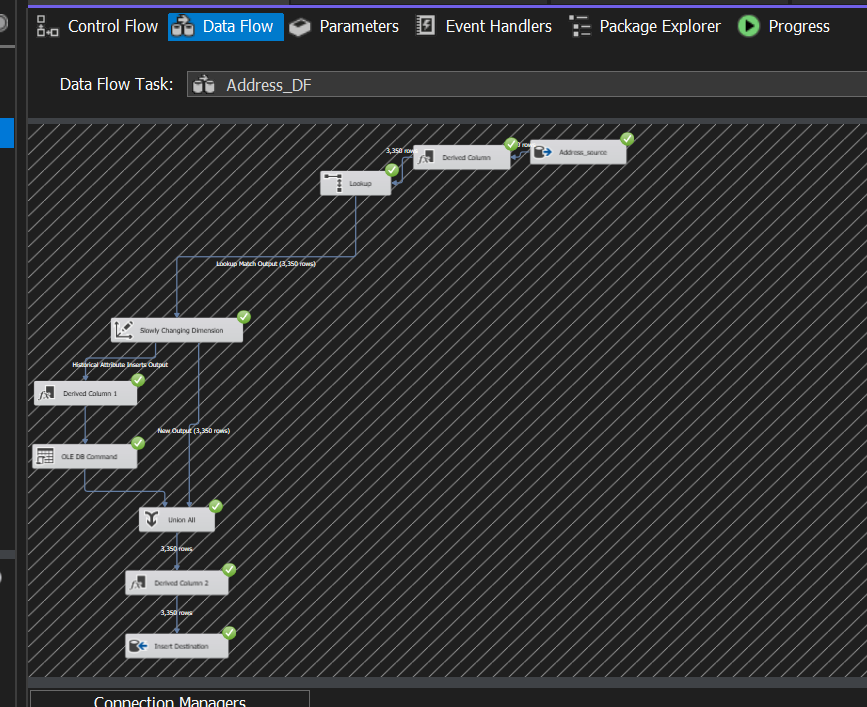 Control Flow Data Flow Parameters Event Handlers Package Explorer Progress
Data Flow Task: Address_DF
Address_source
Derived Column
3,350 rows
Lookup
Lookup Match Output (3,350 rows)
Slowly Changing Dimension
Historical Attribute Inserts Output
Derived Column 1
New Output (3,350 rows)
OLE DB Command
Union All
3,350 rows
Derived Column 2
3,350 rows
Insert Destination
Connection Managers